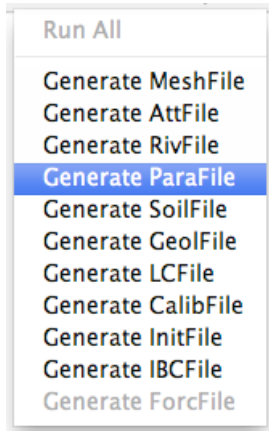 Run All
Generate MeshFile
Generate AttFile
Generate RivFile
Generate ParaFile
Generate SoilFile
Generate GeolFile
Generate LCFile
Generate CalibFile
Generate InitFile
Generate IBCFile
Generate ForcFile